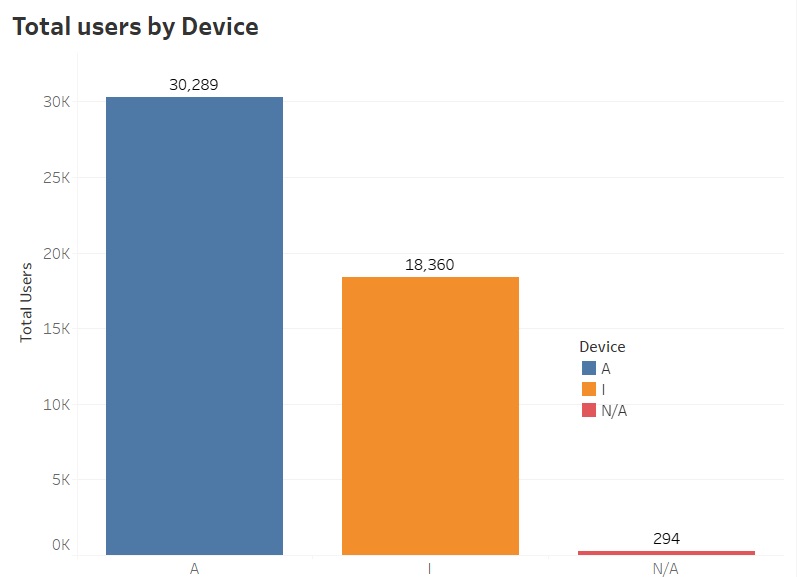 Total users by Device
30,289
30K
25K
20K
18,360
Total Users
15K
Device
A
I
10K
N/A
5K
294
0K
A
I
N/A